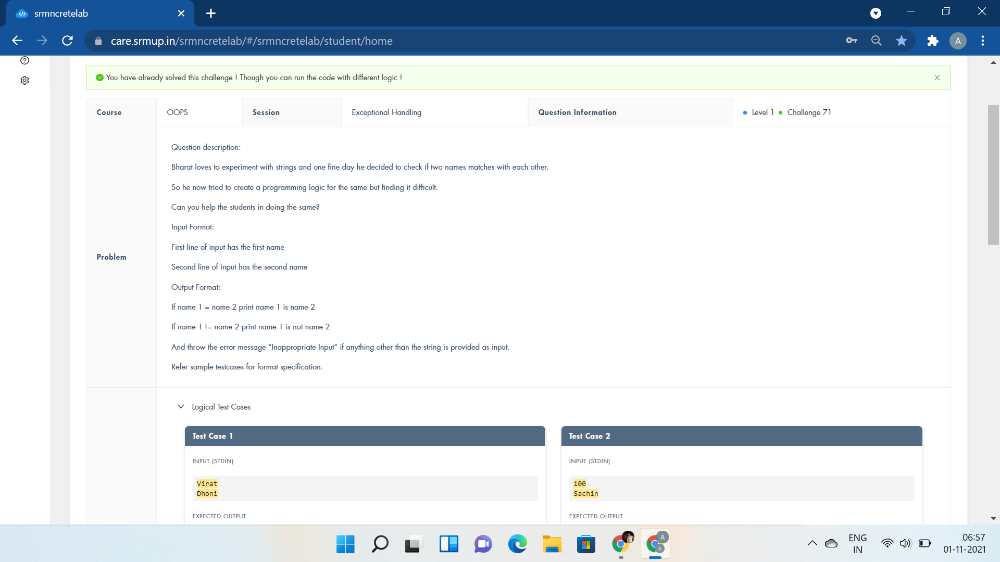 srmncretelab
care.srmup.in/srmncretelab/#/srmncretelab/student/home
A
You have already solved this challenge ! Though you can run the code with different logic !
Course OOPS Session Exceptional Handling Question Information Level 1 Challenge 71
Problem
Question description:
Bharat loves to experiment with strings and one fine day he decided to check if two names matches with each other.
So he now tried to create a programming logic for the same but finding it difficult.
Can you help the students in doing the same?
Input Format:
First line of input has the first name
Second line of input has the second name
Output Format:
If name 1 = name 2 print name 1 is name 2
If name 1 != name 2 print name 1 is not name 2
And throw the error message “Inappropriate Input” if anything other than the string is provided as input.
Refer sample testcases for format specification.
Logical Test Cases
Test Case 1
INPUT (STDIN)
Virat
Dhoni
EXPECTED OUTPUT
Test Case 2
INPUT (STDIN)
100
Sachin
EXPECTED OUTPUT
A
A
ENG
IN
06:57
01-11-2021